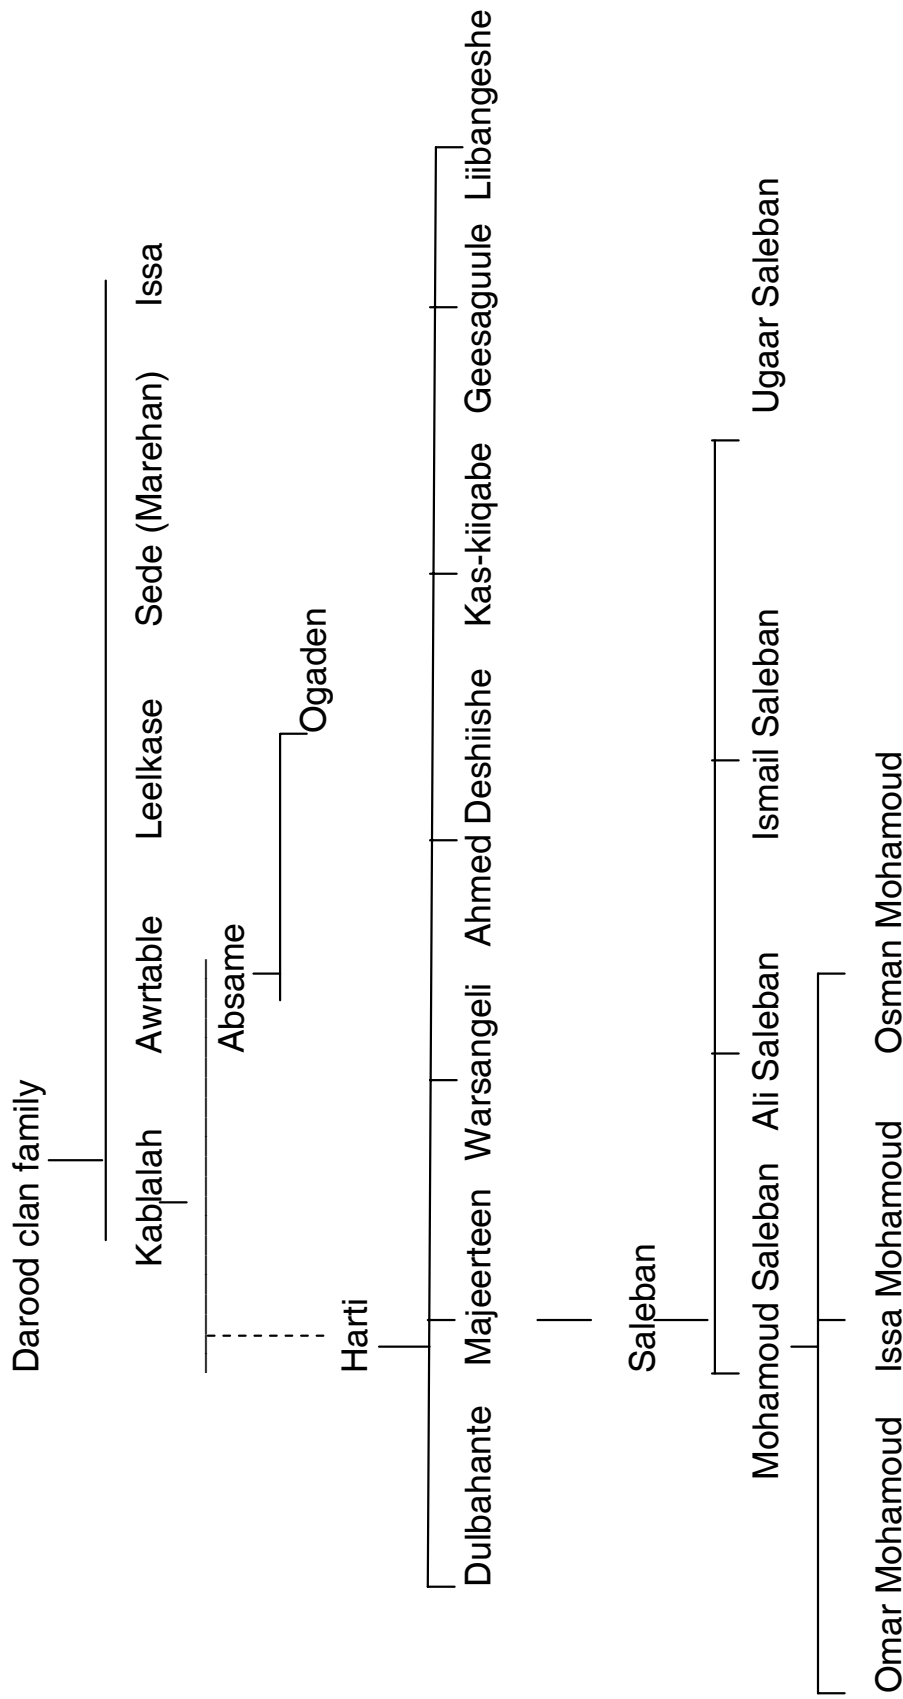 Darood clan family
Kablalah Awrtable Leelkase Sede (Marehan) Issa
Absame
Ogaden
Harti
Dulbahante Majeerteen Warsangeli Ahmed Deshiishe Kas-kiiqabe Geesaguule Liibangeshe
Saleban
Mohamoud Saleban Ali Saleban Ismail Saleban Ugaar Saleban
Omar Mohamoud Issa Mohamoud Osman Mohamoud